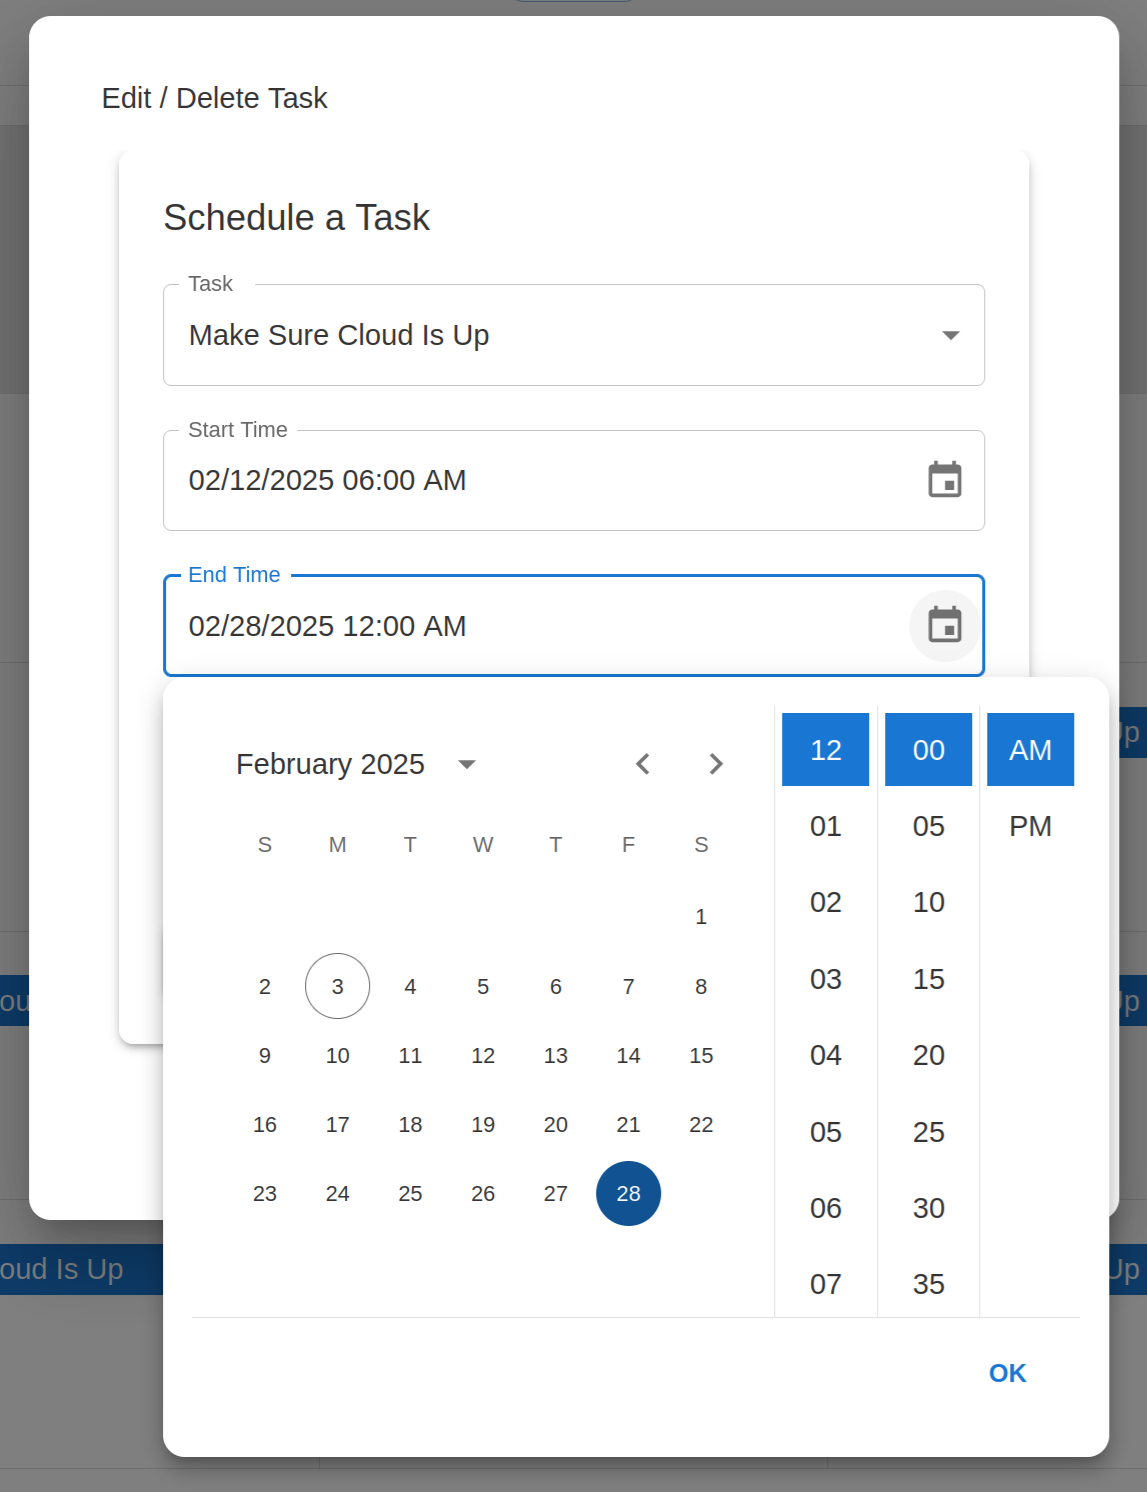 Edit / Delete Task
Schedule a Task
Task
Make Sure Cloud Is Up
Start Time
02/12/2025 06:00 AM
End Time
02/28/2025 12:00 AM
Up
February 2025
12 00 AM
01 05 PM
S M T W T F S
02 10
1
03 15
2 3 4 5 6 7 8
ou
Up
04 20
9 10 11 12 13 14 15
05 25
16 17 18 19 20 21 22
06 30
23 24 25 26 27 28
oud Is Up
Up
07 35
OK